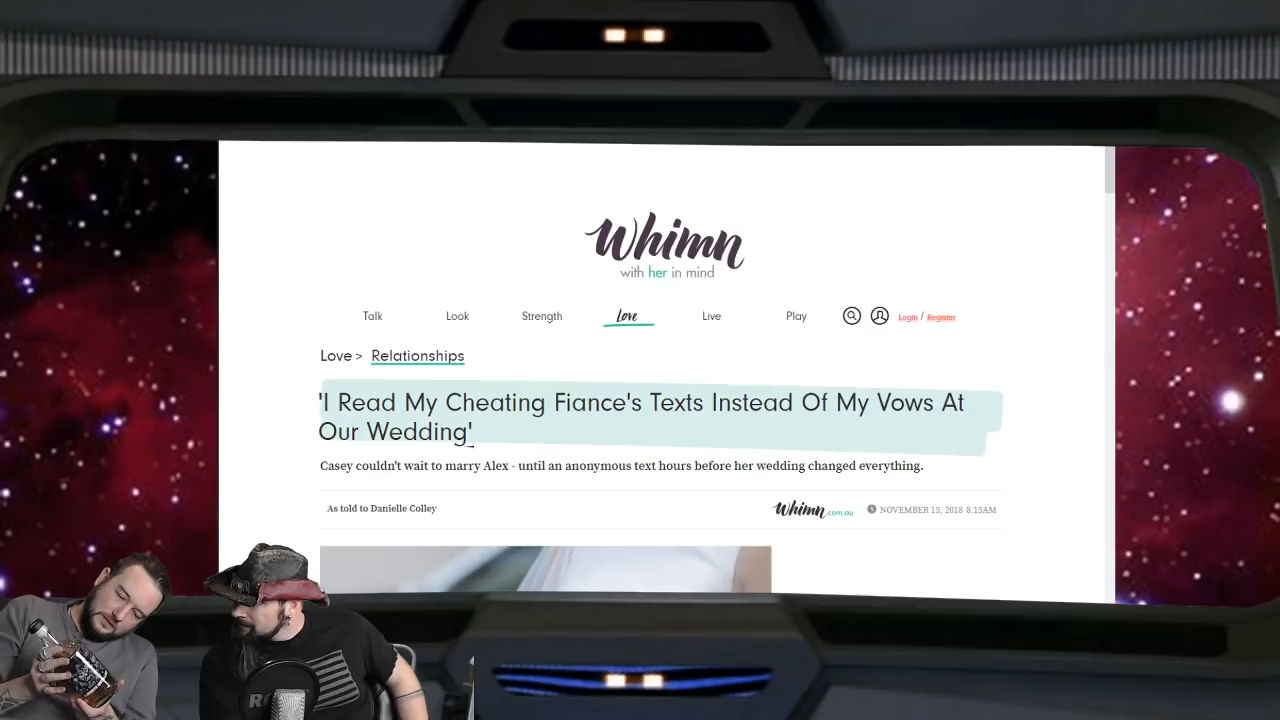 Whimn
with her in mind
Talk Look Strength Love Live Play Login / Register
Love > Relationships
'I Read My Cheating Fiance's Texts Instead Of My Vows At
Our Wedding'
Casey couldn't wait to marry Alex - until an anonymous text hours before her wedding changed everything.
As told to Danielle Colley Whimn.com.au NOVEMBER 15, 2018 8:15AM